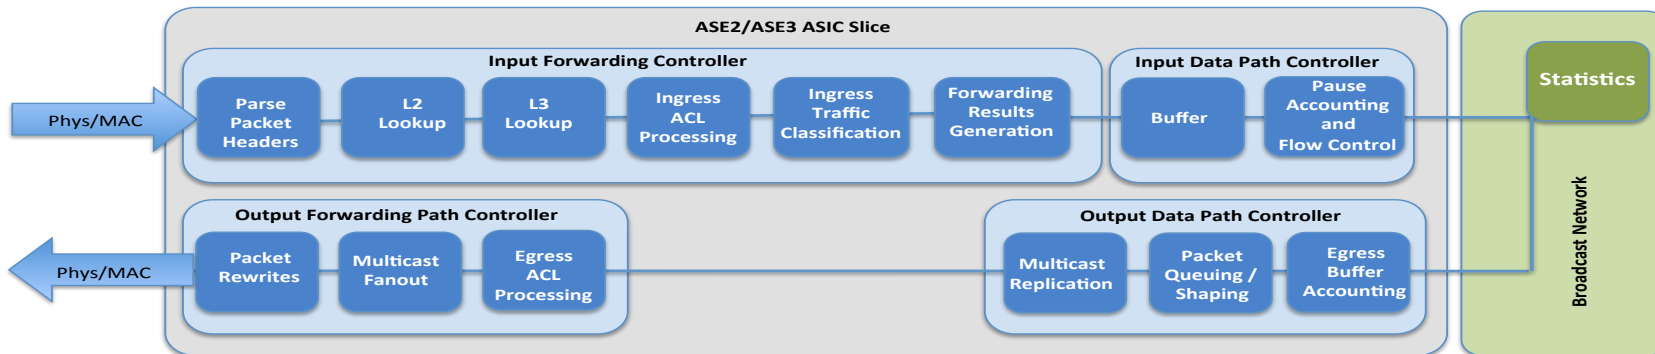 ASE2/ASE3 ASIC Slice
Input Forwarding Controller
Phys/MAC
Parse
Packet
Headers
L2
Lookup
L3
Lookup
Ingress
ACL
Processing
Ingress
Traffic
Classification
Forwarding
Results
Generation
Input Data Path Controller
Buffer
Pause
Accounting
and
Flow Control
Statistics
Broadcast Network
Output Forwarding Path Controller
Phys/MAC
Packet
Rewrites
Multicast
Fanout
Egress
ACL
Processing
Output Data Path Controller
Multicast
Replication
Packet
Queuing /
Shaping
Egress
Buffer
Accounting